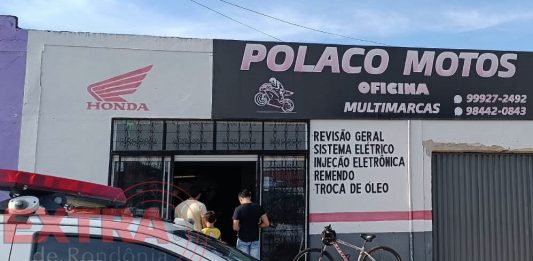 POLACO MOTOS
OFICINA
MULTIMARCAS
99927-2492
98442-0843
HONDA
REVISÃO GERAL
SISTEMA ELÉTRICO
INJEÇÃO ELETRÔNICA
REMENDO
TROCA DE ÓLEO
EXTRA
de Rondônia